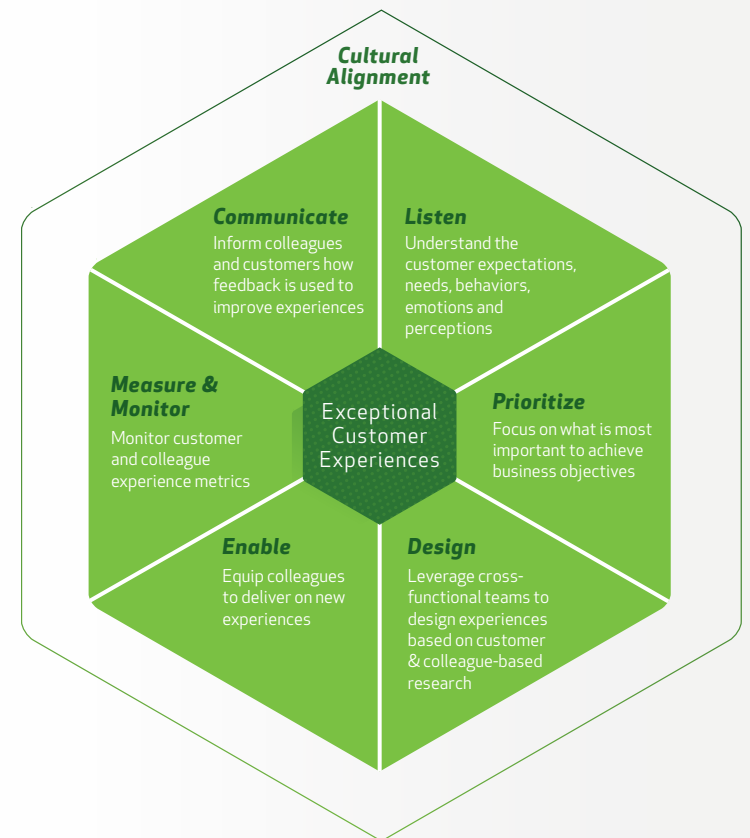 Cultural
Alignment
Communicate
Inform colleagues
and customers how
feedback is used to
improve experiences
Listen
Understand the
customer expectations,
needs, behaviors,
emotions and
perceptions
Measure &
Monitor
Monitor customer
and colleague
experience metrics
Exceptional
Customer
Experiences
Prioritize
Focus on what is most
important to achieve
business objectives
Enable
Equip colleagues
to deliver on new
experiences
Design
Leverage cross-
functional teams to
design experiences
based on customer
& colleague-based
research